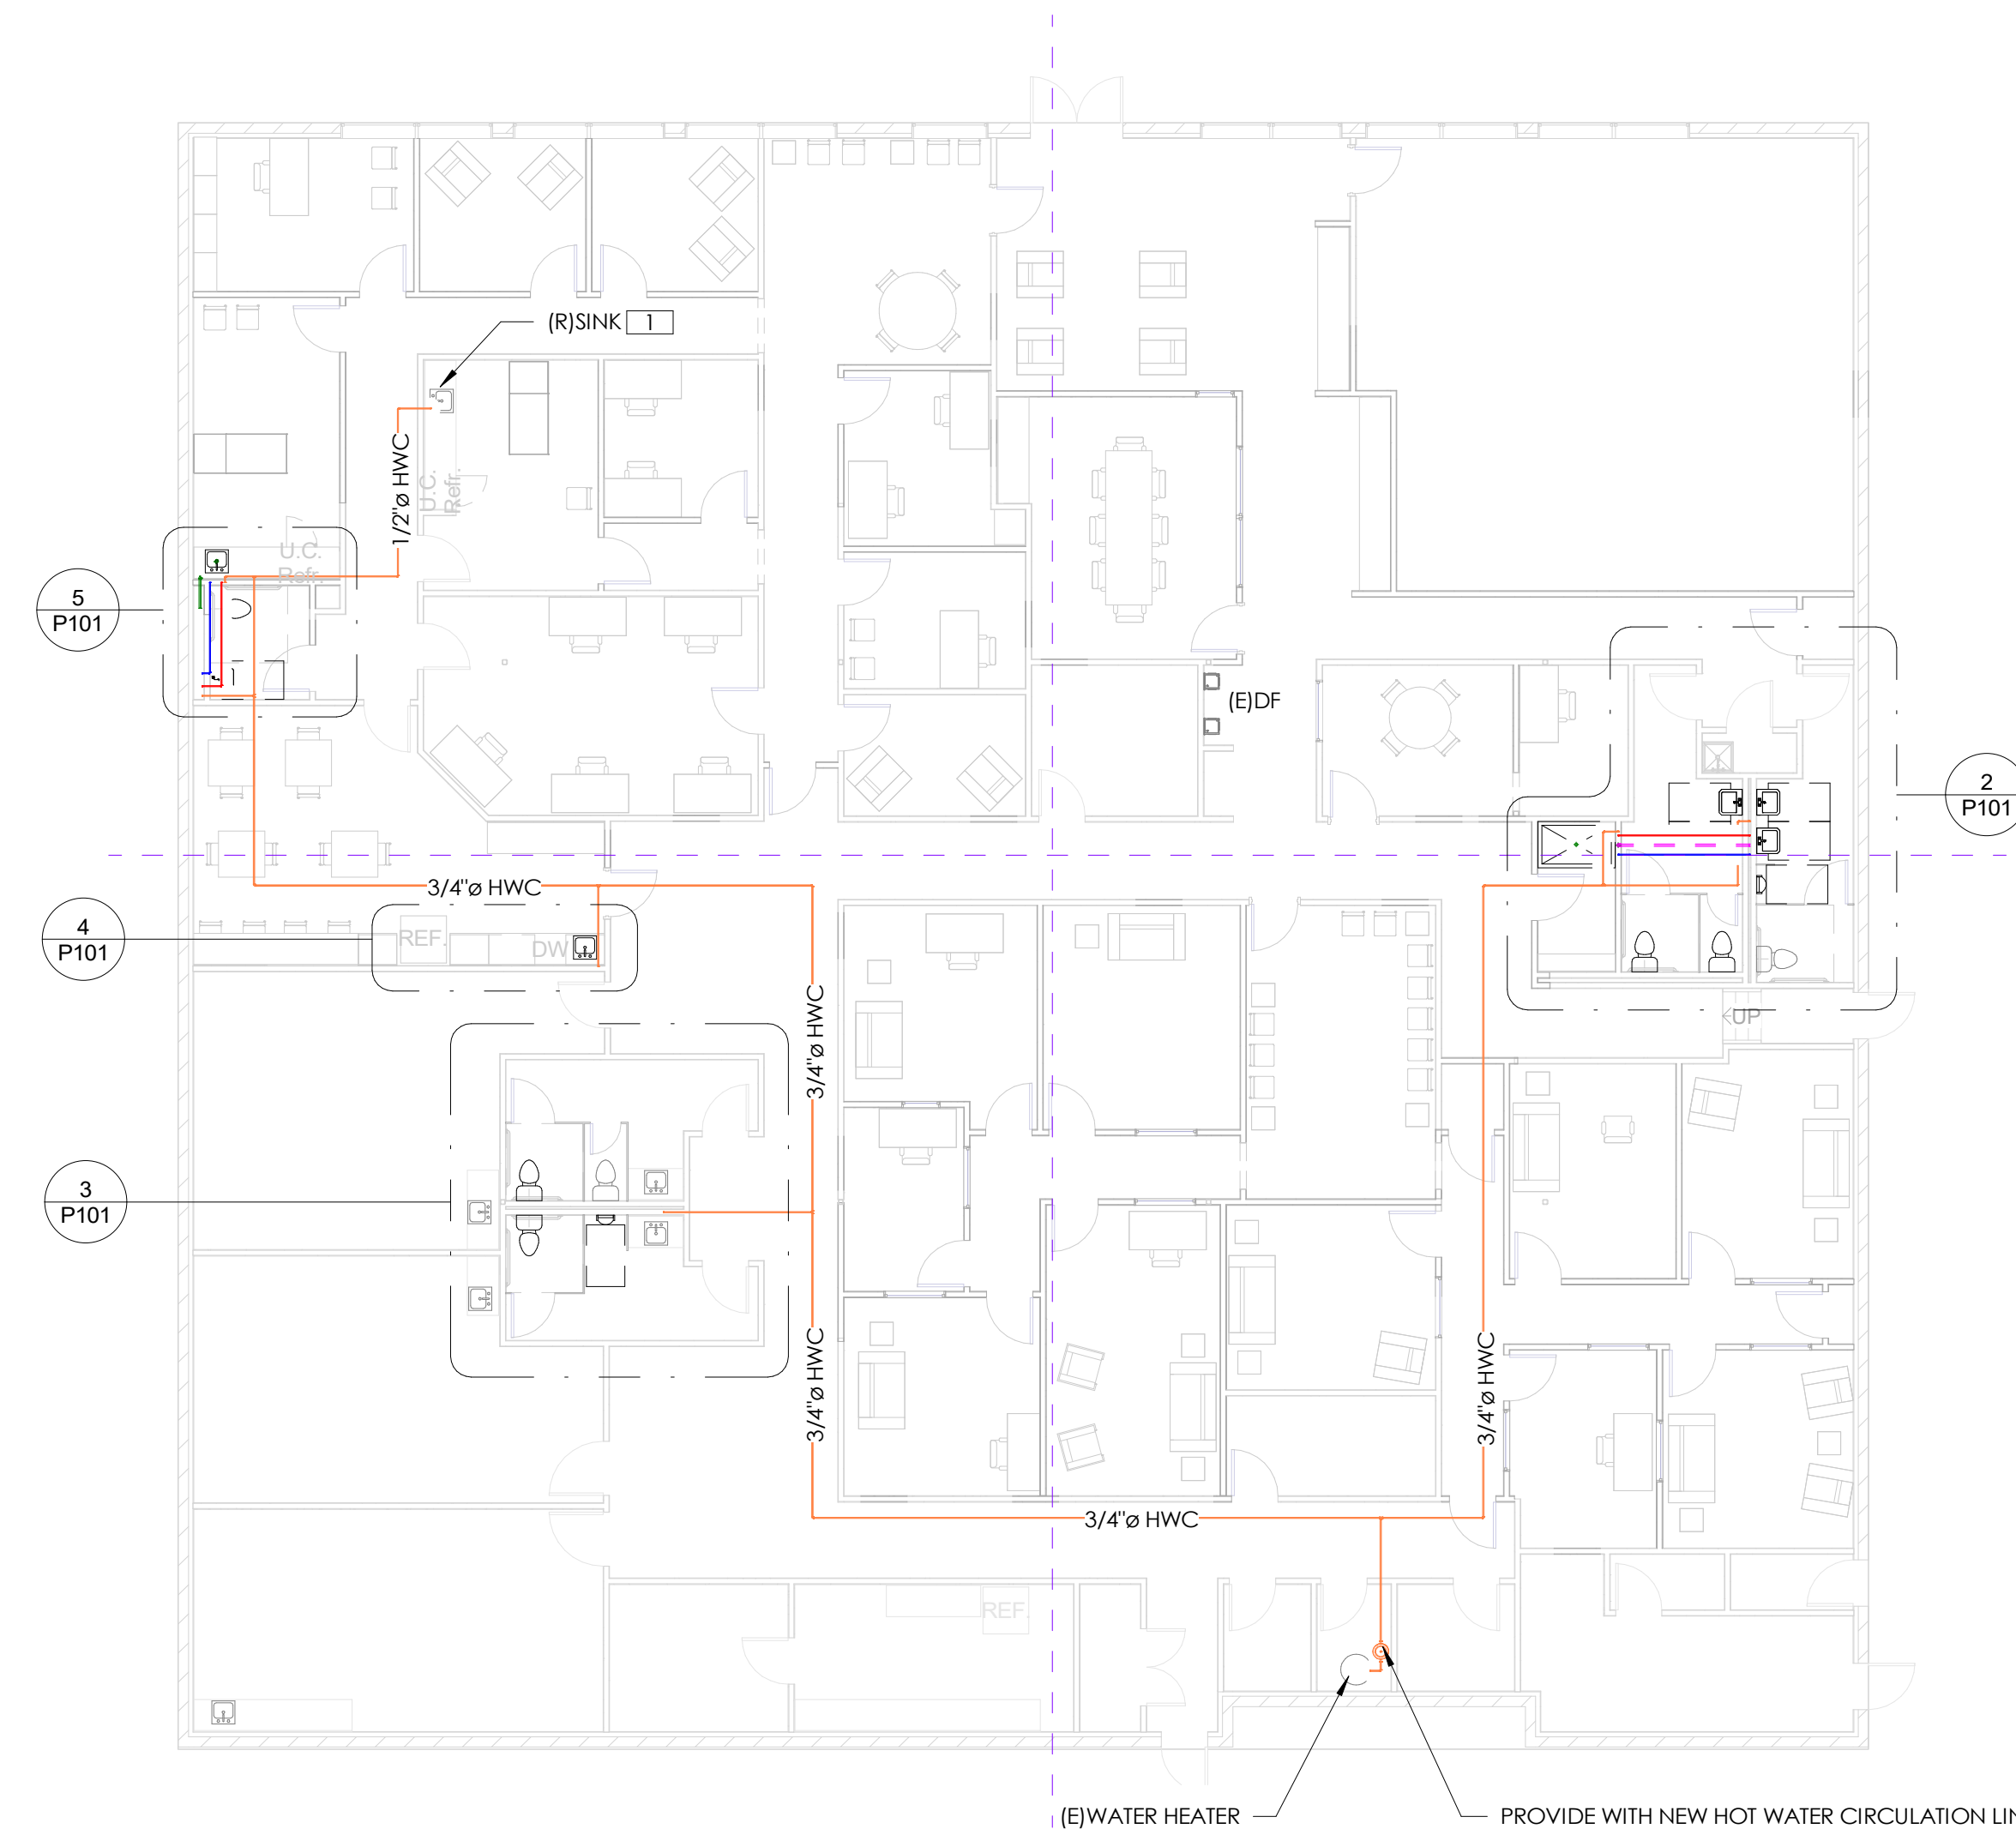 (R)SINK 1
1/2"ø HWC
U.C.
Refr.
U.C.
Refr.
5
P101
(E)DF
2
P101
3/4"ø HWC
4
P101
REF.
DW
3/4"ø HWC
UP
3
P101
3/4"ø HWC
3/4"ø HWC
3/4"ø HWC
REF.
(E)WATER HEATER
PROVIDE WITH NEW HOT WATER CIRCULATION